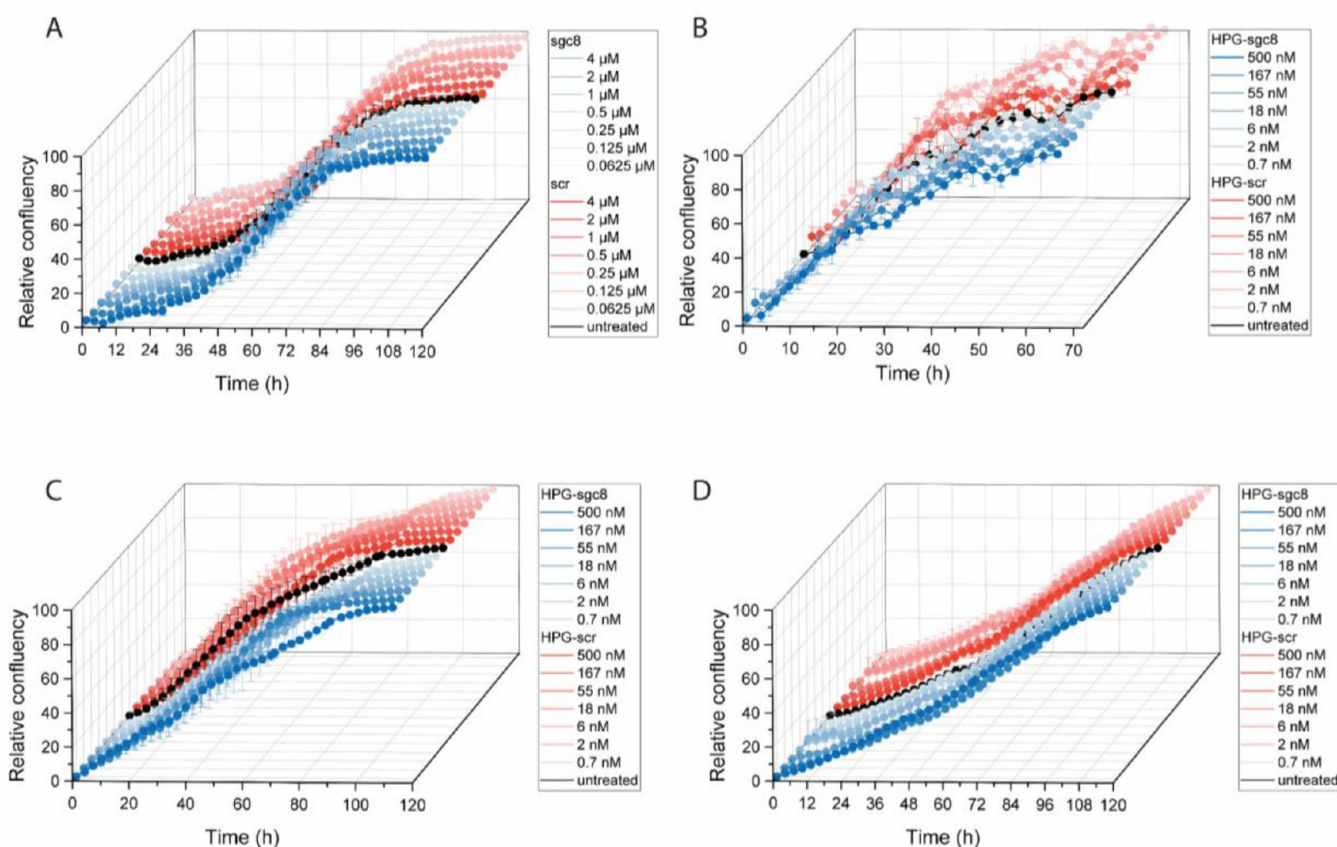 A
Relative confluency
100
80
60
40
20
0
0 12 24 36 48 60 72 84 96 108 120
Time (h)
sgc8
4 μM
2 μM
1 μM
0.5 μM
0.25 μM
0.125 μM
0.0625 μM
scr
4 μM
2 μM
1 μM
0.5 μM
0.25 μM
0.125 μM
0.0625 μM
untreated
B
Relative confluency
100
80
60
40
20
0
0 10 20 30 40 50 60 70
Time (h)
HPG-sgc8
500 nM
167 nM
55 nM
18 nM
6 nM
2 nM
0.7 nM
HPG-scr
500 nM
167 nM
55 nM
18 nM
6 nM
2 nM
0.7 nM
untreated
C
Relative confluency
100
80
60
40
20
0
0 20 40 60 80 100 120
Time (h)
HPG-sgc8
500 nM
167 nM
55 nM
18 nM
6 nM
2 nM
0.7 nM
HPG-scr
500 nM
167 nM
55 nM
18 nM
6 nM
2 nM
0.7 nM
untreated
D
Relative confluency
100
80
60
40
20
0
0 12 24 36 48 60 72 84 96 108 120
Time (h)
HPG-sgc8
500 nM
167 nM
55 nM
18 nM
6 nM
2 nM
0.7 nM
HPG-scr
500 nM
167 nM
55 nM
18 nM
6 nM
2 nM
0.7 nM
untreated